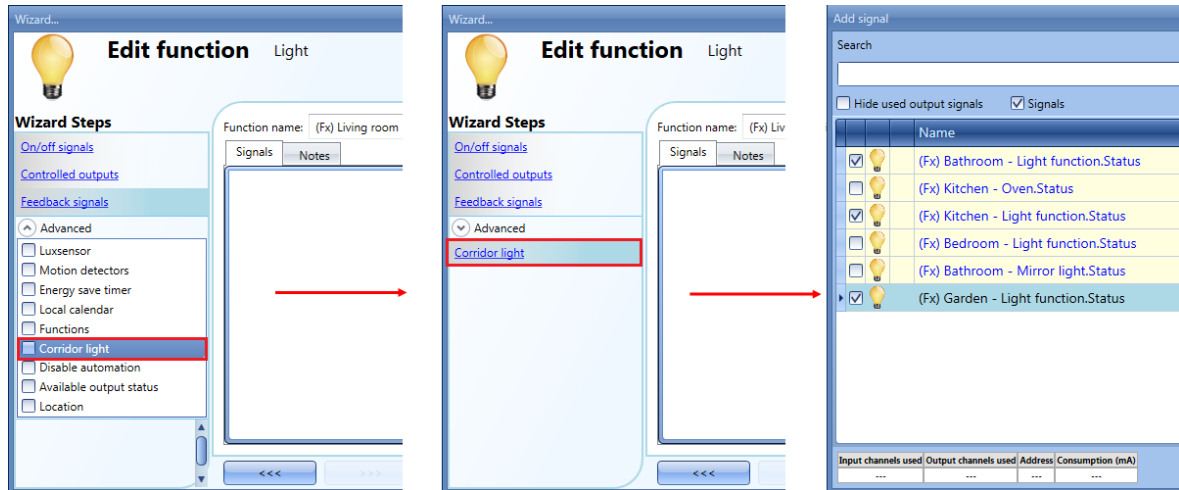 Wizard...
Edit function Light
Wizard Steps
On/off signals
Controlled outputs
Feedback signals
Advanced
Luxsensor
Motion detectors
Energy save timer
Local calendar
Functions
Corridor light
Disable automation
Available output status
Location
Function name: (Fx) Living room
Signals Notes
<<< >>>
Wizard...
Edit function Light
Wizard Steps
On/off signals
Controlled outputs
Feedback signals
Advanced
Corridor light
Function name: (Fx) Liv
Signals Notes
<<<
Add signal
Search
Hide used output signals Signals
Name
(Fx) Bathroom - Light function.Status
(Fx) Kitchen - Oven.Status
(Fx) Kitchen - Light function.Status
(Fx) Bedroom - Light function.Status
(Fx) Bathroom - Mirror light.Status
(Fx) Garden - Light function.Status
Input channels used Output channels used Address Consumption (mA)
--- --- --- ---